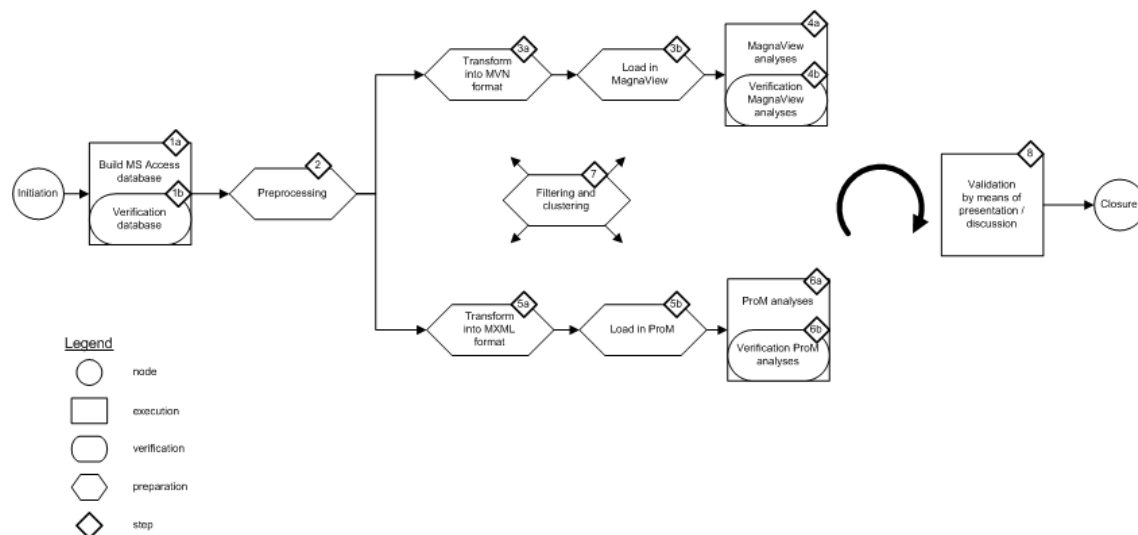 Initiation
1a
Build MS Access
database
1b
Verification
database
2
Preprocessing
3a
Transform
into MVN
format
3b
Load in
MagnaView
4a
MagnaView
analyses
4b
Verification
MagnaView
analyses
7
Filtering and
clustering
5a
Transform
into MXML
format
5b
Load in ProM
6a
ProM analyses
6b
Verification ProM
analyses
8
Validation
by means of
presentation /
discussion
Closure
Legend
node
execution
verification
preparation
step